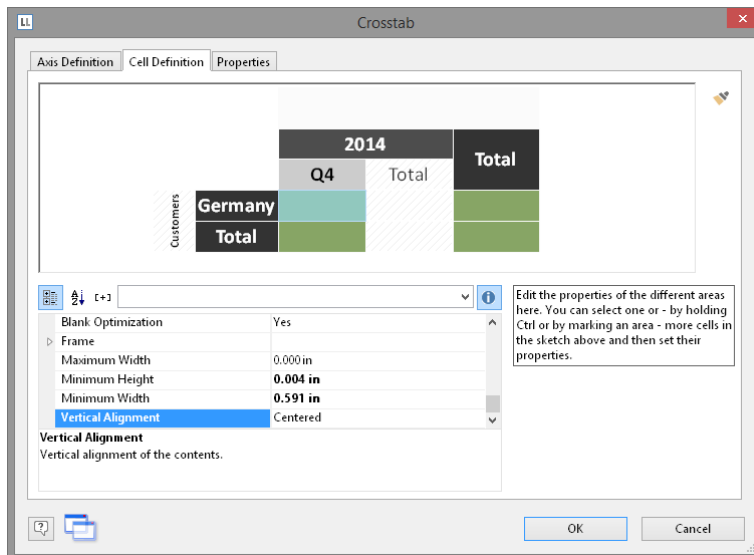 LL
Crosstab
Axis Definition
Cell Definition
Properties
2014
Total
Q4
Total
Customers
Germany
Total
A
Z
[+]
Edit the properties of the different areas
here. You can select one or - by holding
Ctrl or by marking an area - more cells in
the sketch above and then set their
properties.
Blank Optimization Yes
Frame
Maximum Width 0.000 in
Minimum Height 0.004 in
Minimum Width 0.591 in
Vertical Alignment Centered
Vertical Alignment
Vertical alignment of the contents.
OK
Cancel